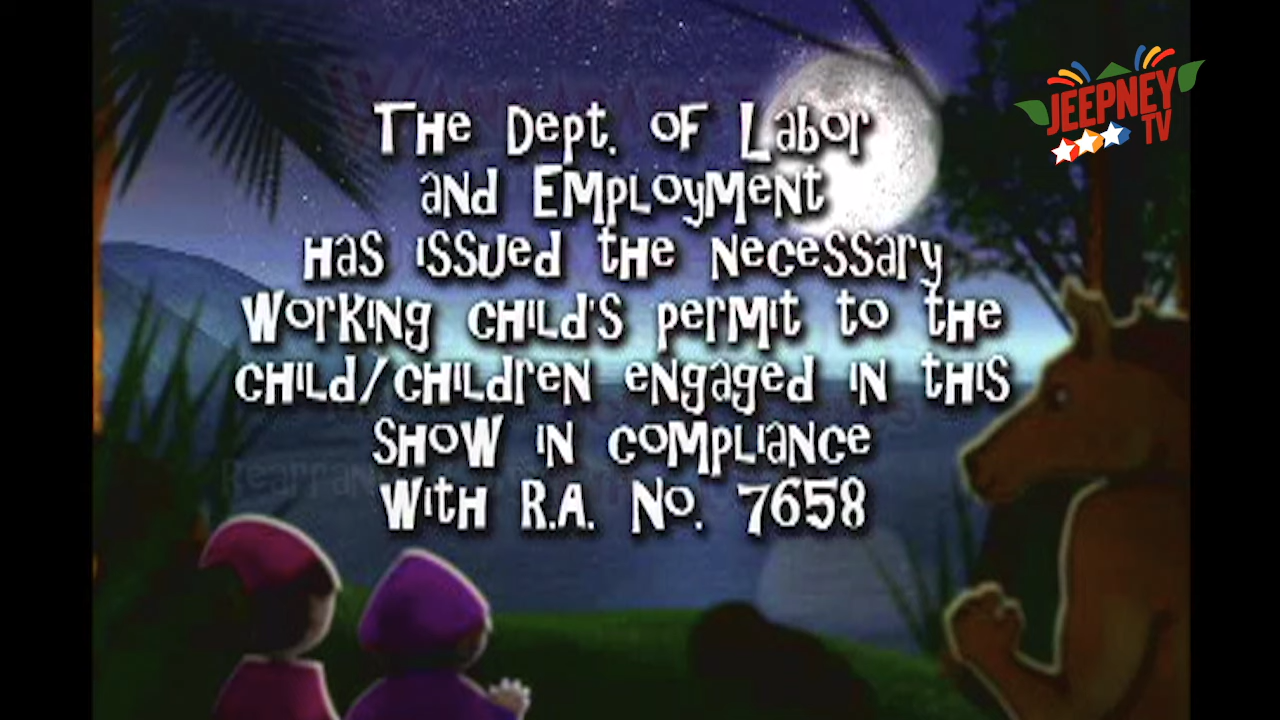 The Dept. of Labor
and Employment
has issued the necessary
Working child's permit to the
child/children engaged in this
show in compliance
With R.A. No. 7658
JEEPNEY
TV